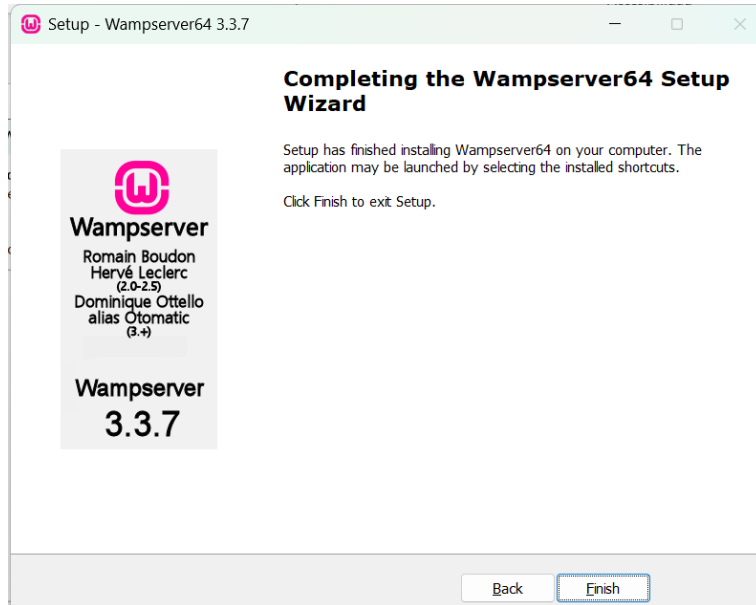 Setup - Wampserver64 3.3.7
Completing the Wampserver64 Setup
Wizard
Setup has finished installing Wampserver64 on your computer. The
application may be launched by selecting the installed shortcuts.
Click Finish to exit Setup.
Wampserver
Romain Boudon
Hervé Leclerc
(2.0-2.5)
Dominique Ottello
alias Otomatic
(3.+)
Wampserver
3.3.7
Back
Finish